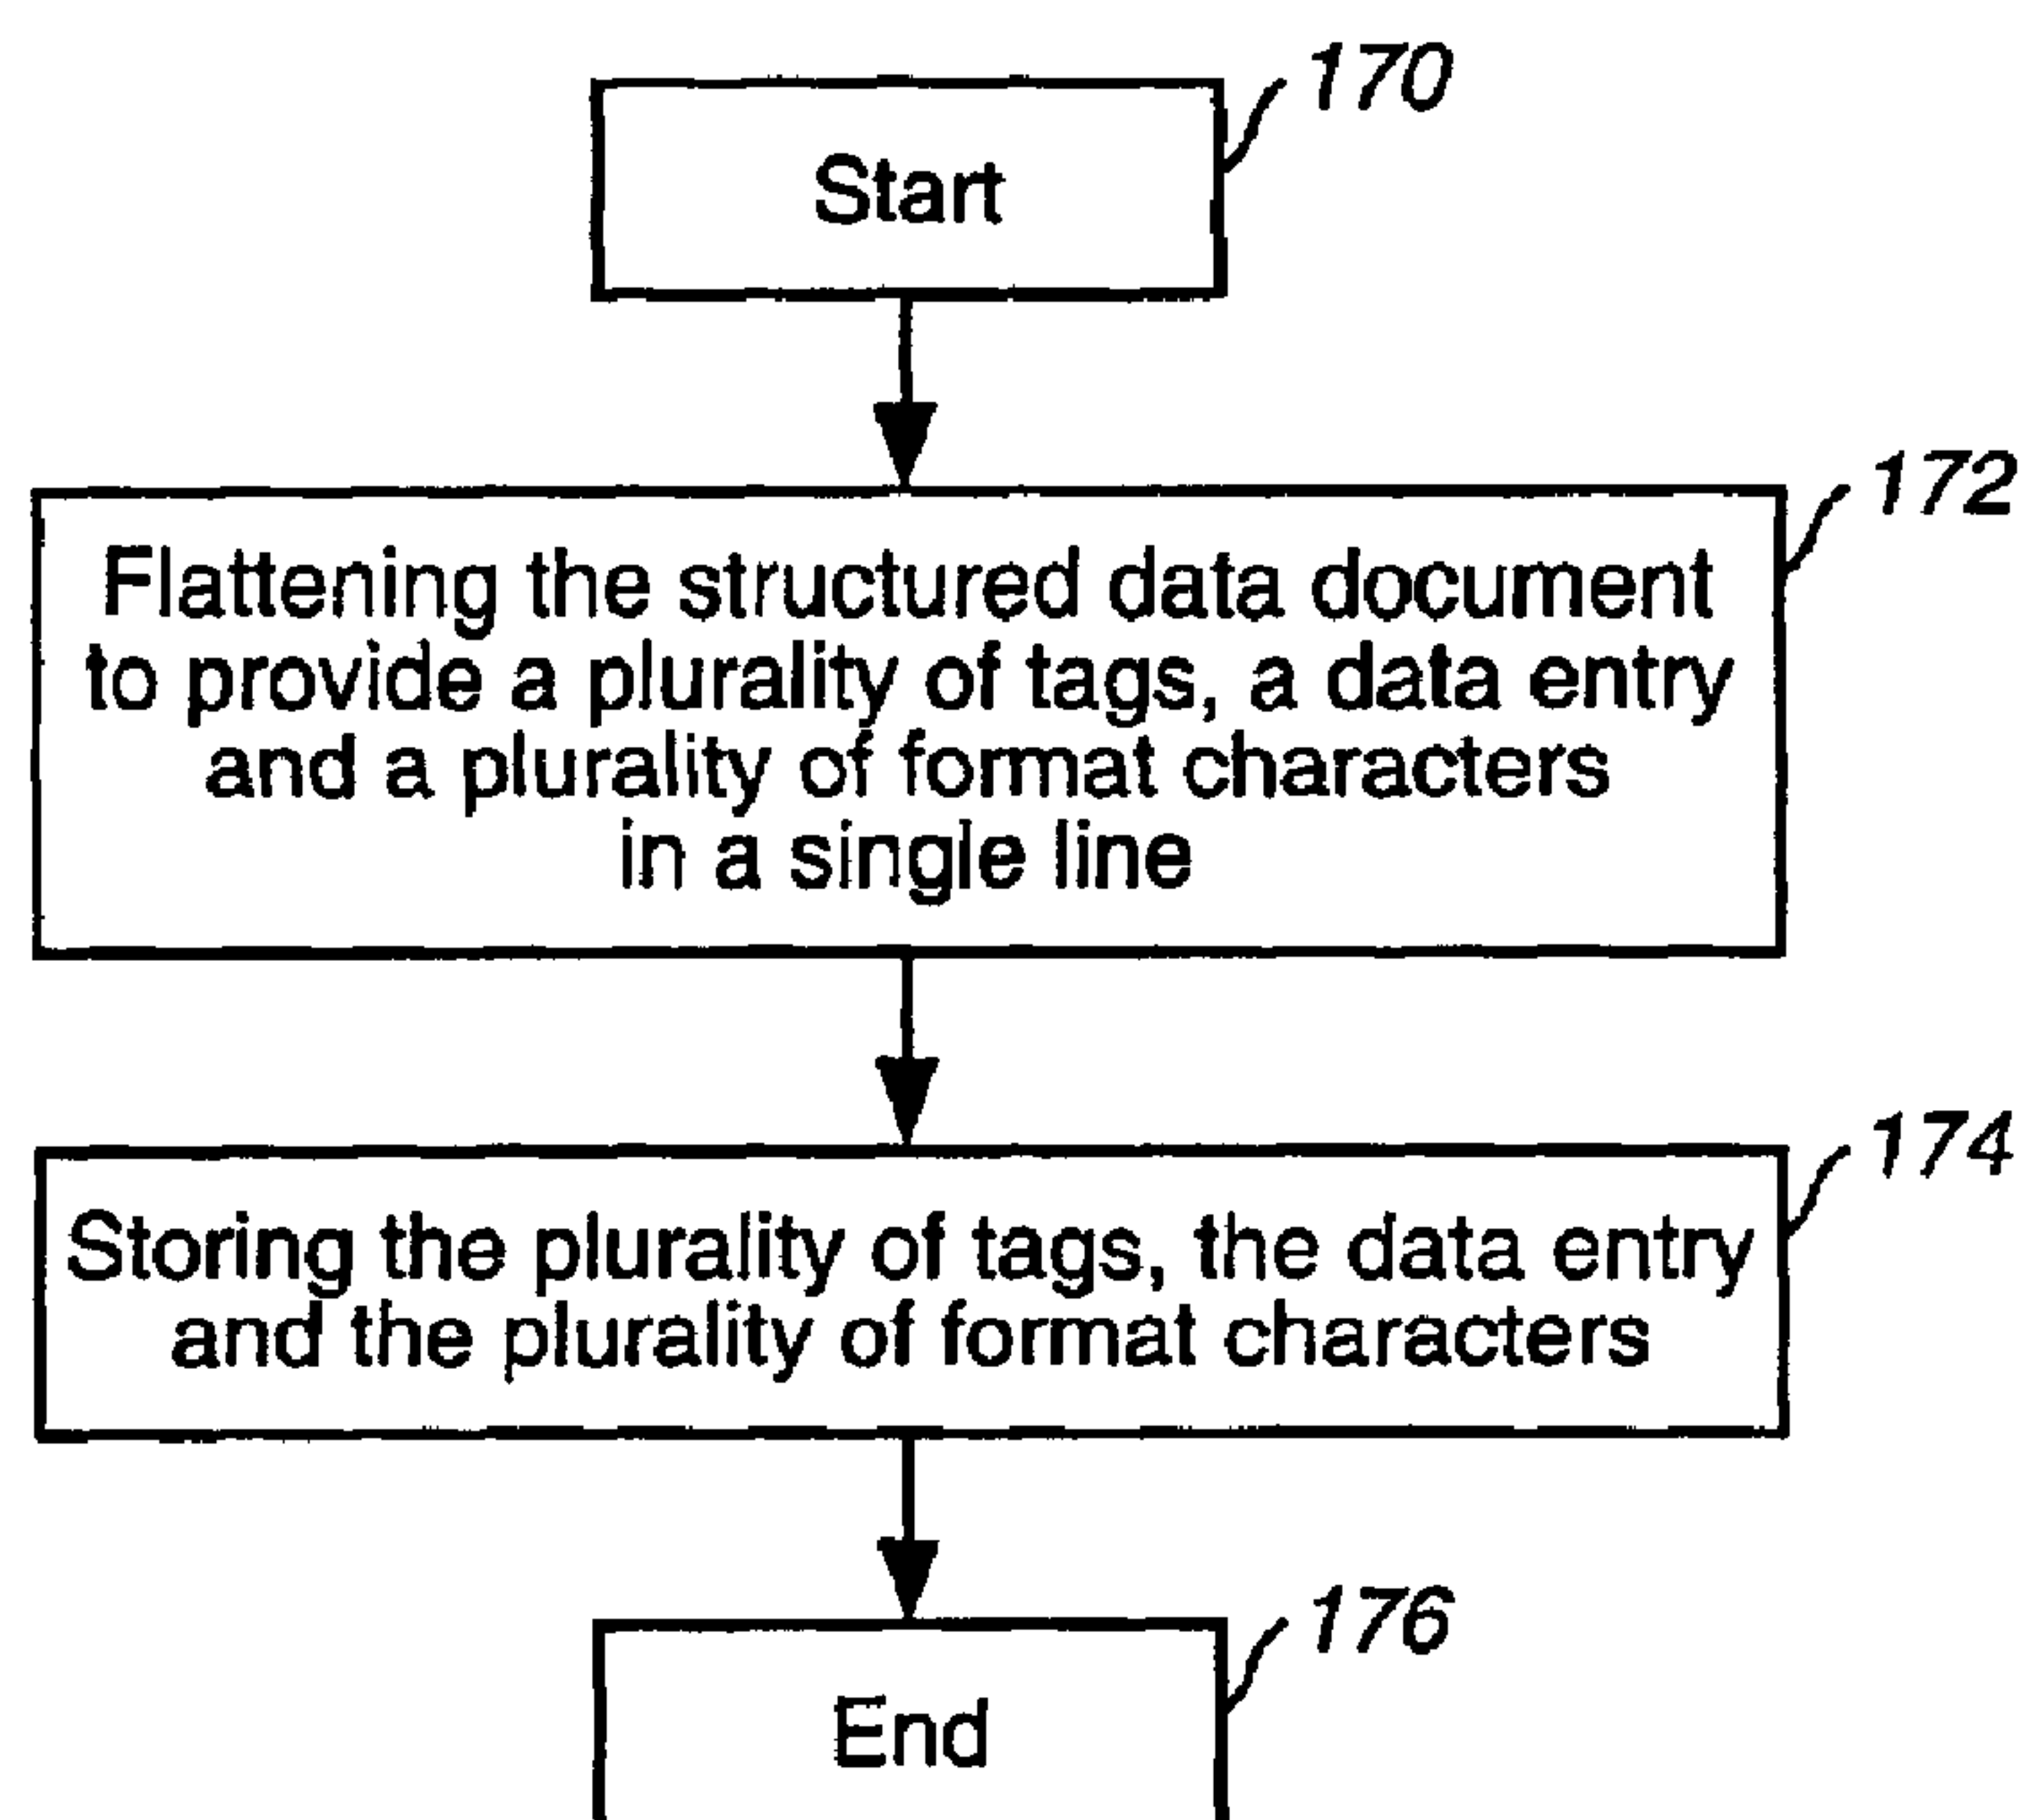 170
Start
172
Flattening the structured data document
to provide a plurality of tags, a data entry
and a plurality of format characters
in a single line
174
Storing the plurality of tags, the data entry
and the plurality of format characters
176
End